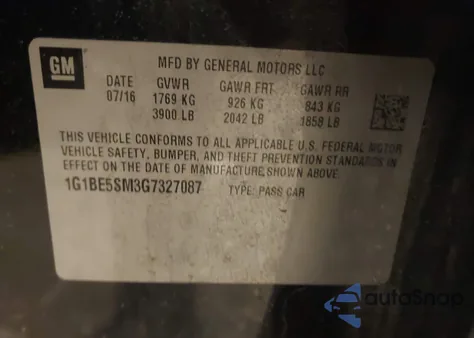 GM
MFD BY GENERAL MOTORS LLC
DATE GVWR GAWR FRT GAWR RR
07/16 1769 KG 926 KG 843 KG
3900 LB 2042 LB 1858 LB
THIS VEHICLE CONFORMS TO ALL APPLICABLE U.S. FEDERAL MOTOR
VEHICLE SAFETY, BUMPER, AND THEFT PREVENTION STANDARDS IN
EFFECT ON THE DATE OF MANUFACTURE SHOWN ABOVE.
1G1BE5SM3G7327087 TYPE: PASS CAR
autoSnap